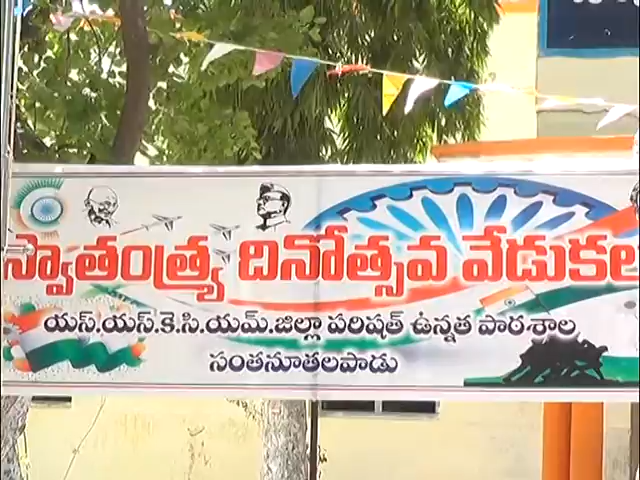 స్వాతంత్ర్య దినోత్సవ వేడుకల
యస్.యస్.కె.సి.యమ్.జిల్లా పరిషత్ ఉన్నత పాఠశాల
సంతనూతలపాడు